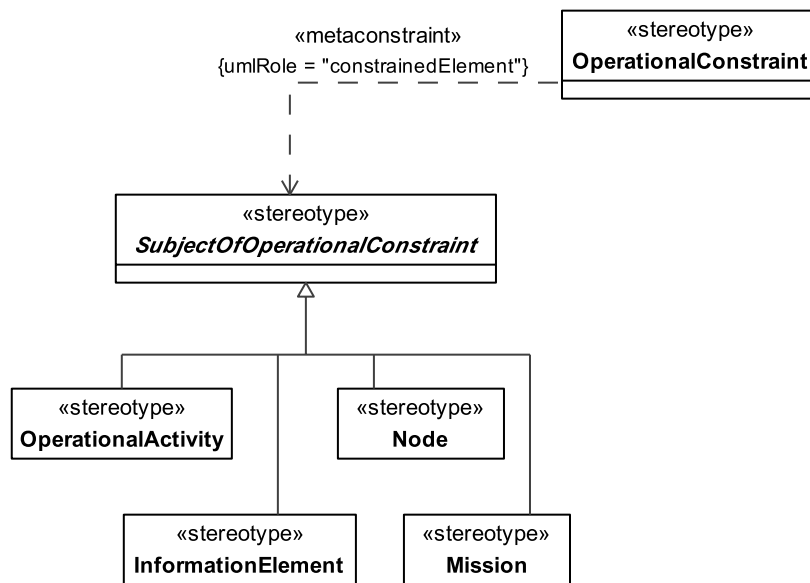 «metaconstraint»
{umlRole = "constrainedElement"}
«stereotype»
OperationalConstraint
«stereotype»
SubjectOfOperationalConstraint
«stereotype»
OperationalActivity
«stereotype»
Node
«stereotype»
InformationElement
«stereotype»
Mission